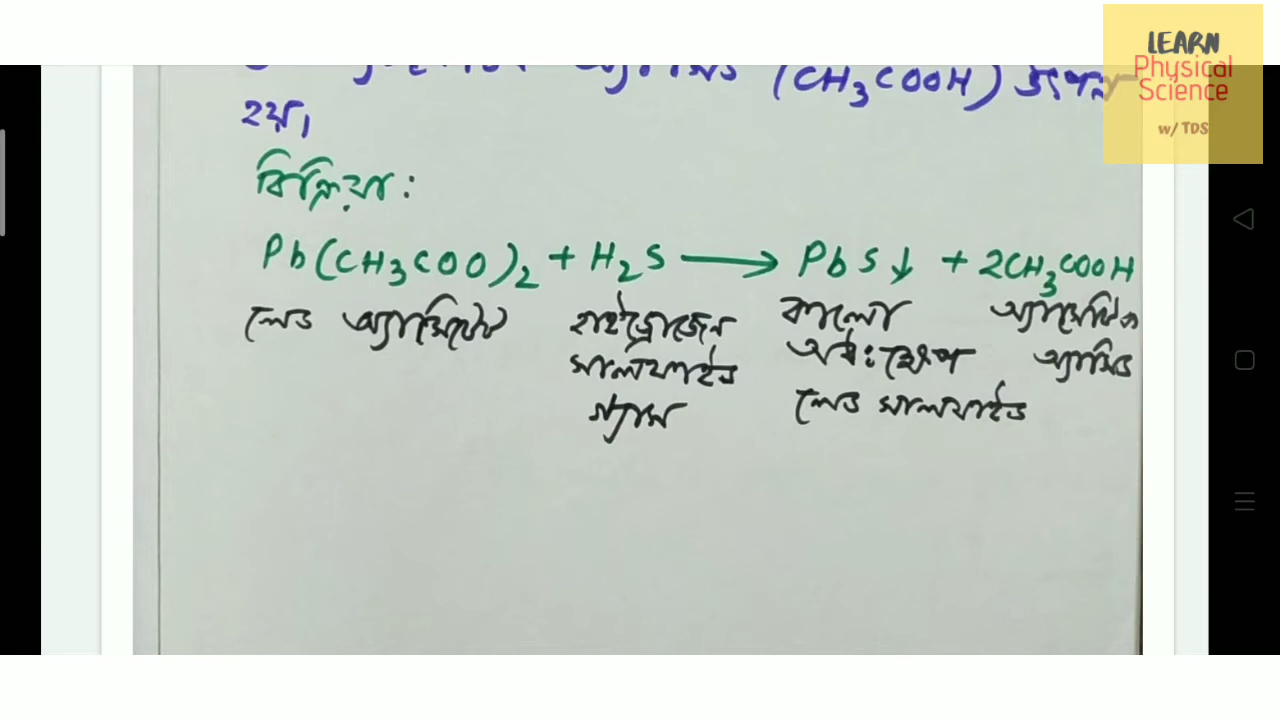 LEARN
Physical
Science
w/ TDS
(CH3COOH) উৎপন্ন
হয়।
বিক্রিয়া:
Pb(CH3COO)2 + H2S → PbS↓ + 2CH3COOH
লেড অ্যাসিটেট হাইড্রোজেন কালো অ্যাসেটিক
সালফাইড অধঃক্ষেপ অ্যাসিড
গ্যাস লেড সালফাইড